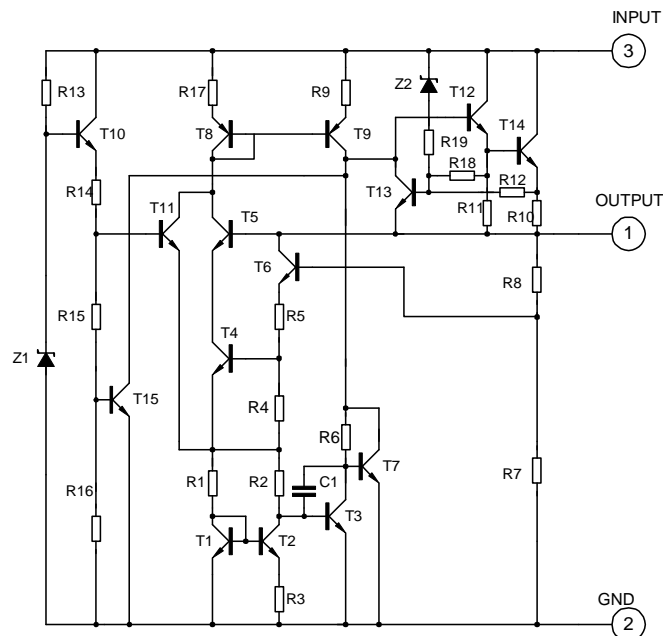 INPUT
3
R13
R17
R9
Z2
T12
T10
T8
T9
R19
T14
R18
R14
T13
R12
OUTPUT
T11
T5
R11
R10
1
T6
R8
R15
R5
T4
Z1
T15
R4
R6
T7
R7
R16
R1
R2
C1
T3
T1
T2
R3
GND
2